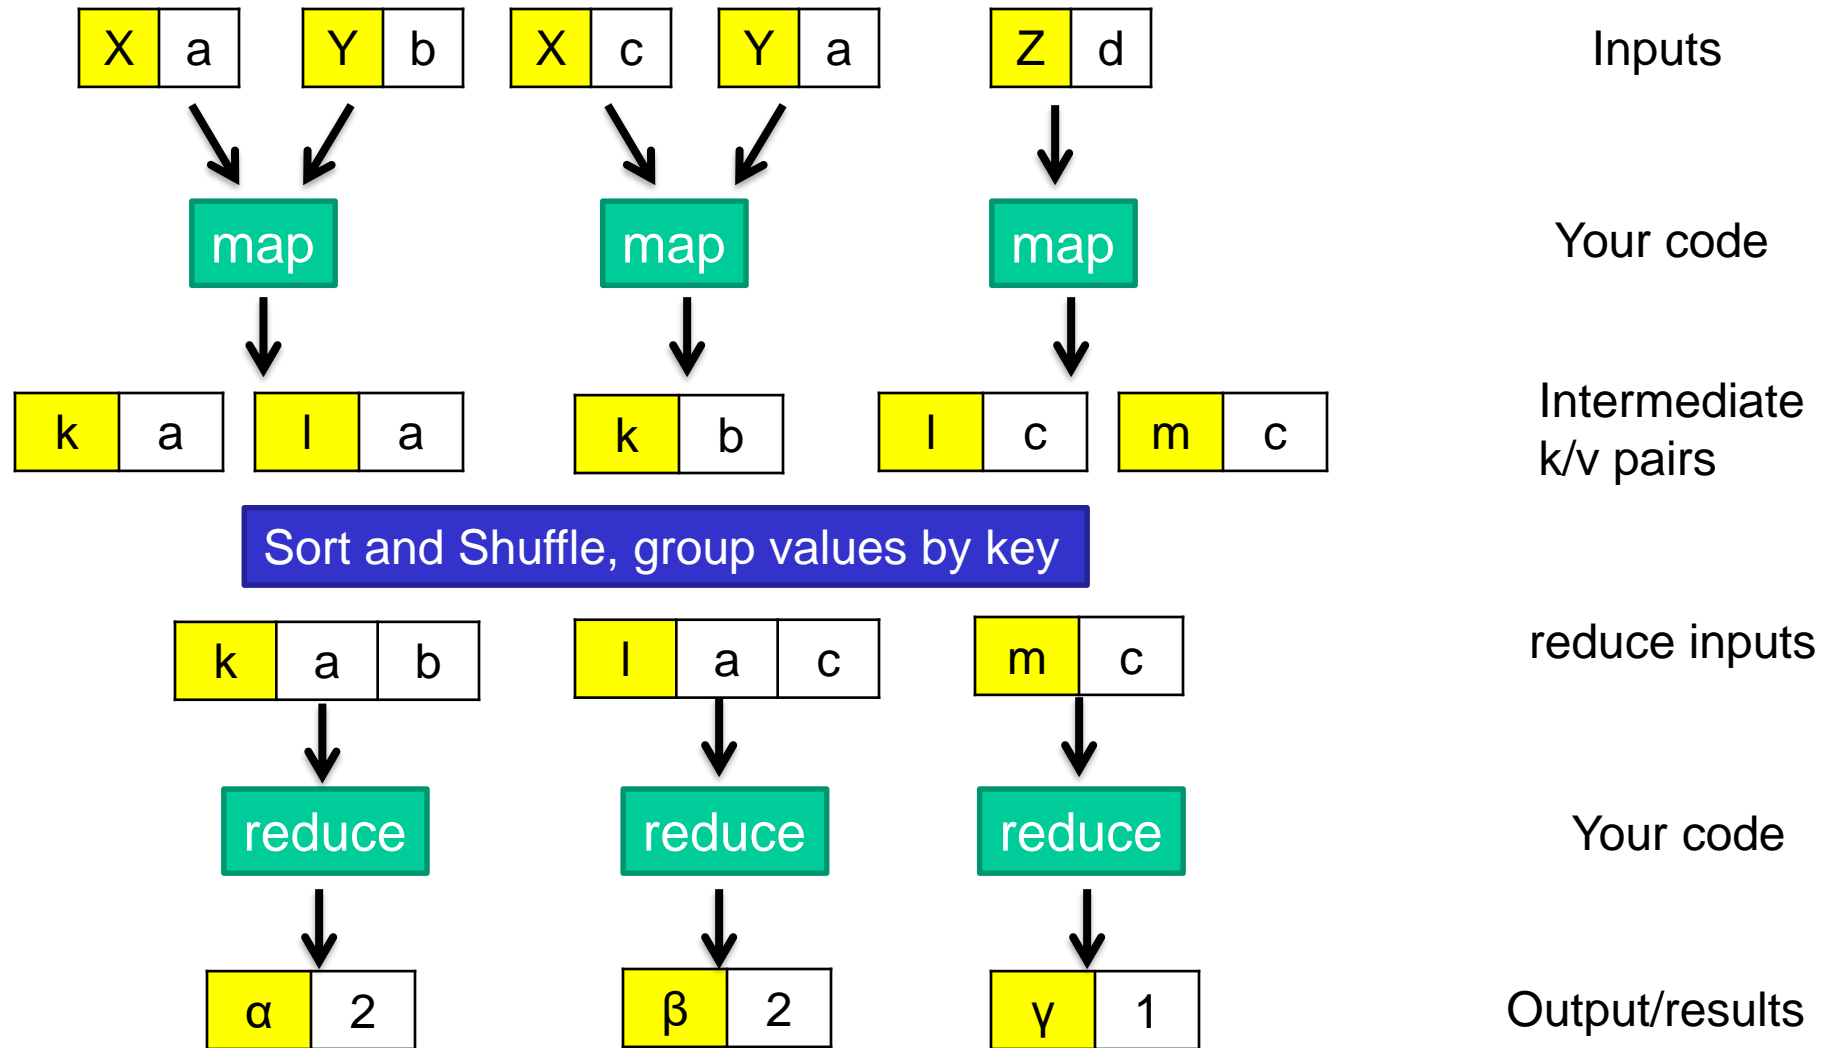 X a Y b X c Y a Z d Inputs
map map map Your code
k a l a k b l c m c Intermediate
k/v pairs
Sort and Shuffle, group values by key
k a b l a c m c reduce inputs
reduce reduce reduce Your code
α 2 β 2 γ 1 Output/results